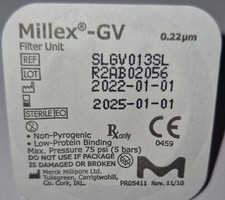 Millex®-GV
Filter Unit 0.22µm
REF SLGV013SL
LOT R2AB02056
2022-01-01
2025-01-01
STERILE EO
• Non-Pyrogenic
• Low-Protein Binding
• Maximum Pressure 75 psi (5 bars)
Rx only
CE 0459
DO NOT USE IF PACKAGE
IS DAMAGED OR BROKEN
Merck Millipore Ltd.
Tullagreen, Carrigtwohill,
Co. Cork, IRL.
PR05411 Rev. 11/18
M